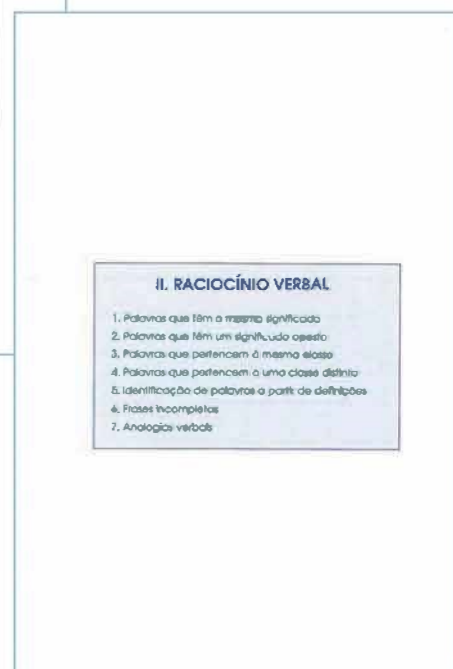 II. RACIOCÍNIO VERBAL
1. Palavras que têm o mesmo significado
2. Palavras que têm um significado oposto
3. Palavras que pertencem à mesma classe
4. Palavras que pertencem a uma classe distinta
5. Identificação de palavras a partir de definições
6. Frases incompletas
7. Analogias verbais